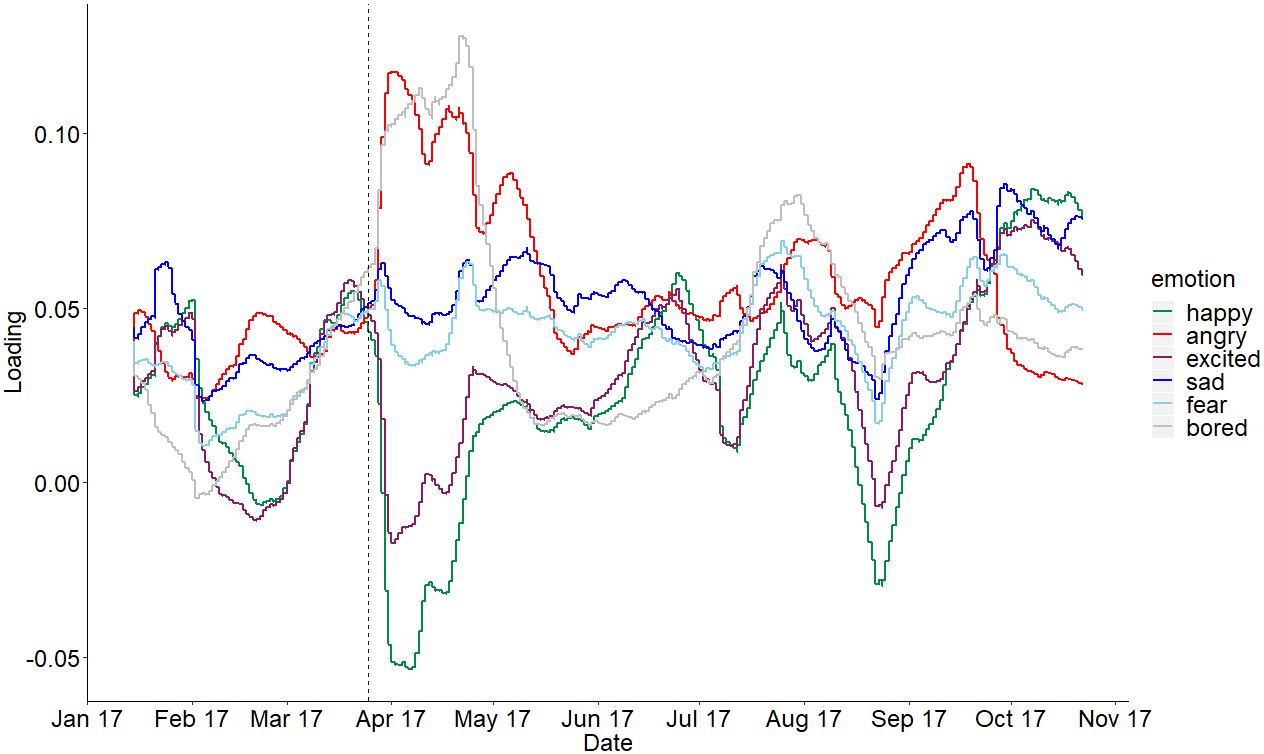 0.10
0.05
0.00
-0.05
Loading
Jan 17 Feb 17 Mar 17 Apr 17 May 17 Jun 17 Jul 17 Aug 17 Sep 17 Oct 17 Nov 17
Date
emotion
happy
angry
excited
sad
fear
bored